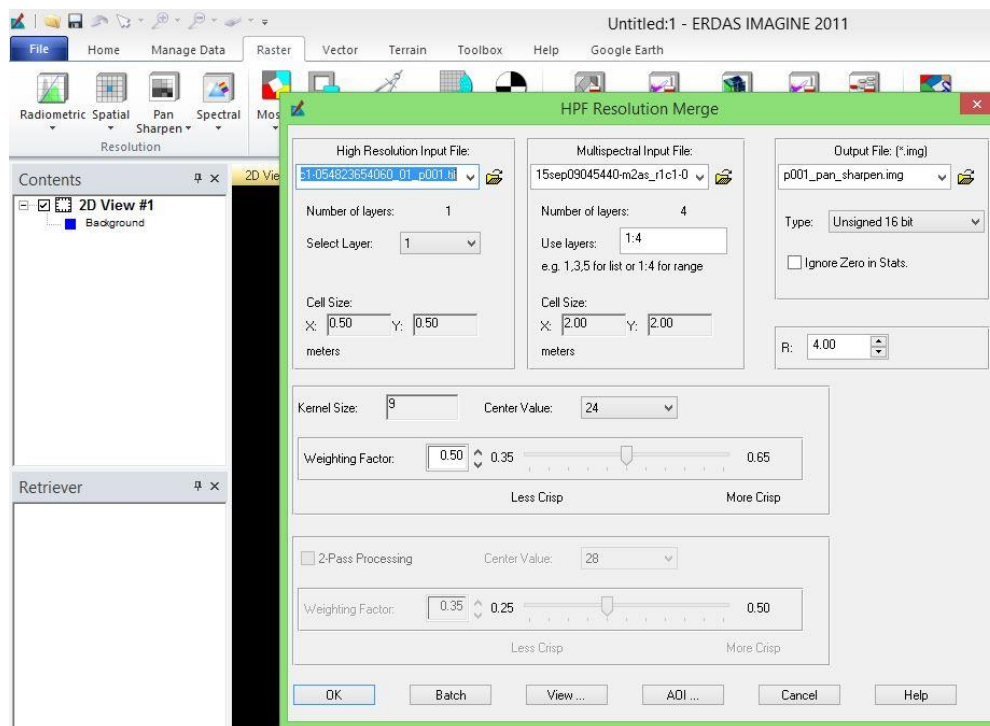 Untitled:1 - ERDAS IMAGINE 2011
File Home Manage Data Raster Vector Terrain Toolbox Help Google Earth
Radiometric Spatial Pan Sharpen Spectral Mos
Resolution
HPF Resolution Merge
Contents
2D Vie
2D View #1
Background
Retriever
High Resolution Input File: Multispectral Input File: Output File: (*.img)
c1-054823654060_01_p001.til 15sep09045440-m2as_r1c1-0 p001_pan_sharpen.img
Number of layers: 1 Number of layers: 4
Type: Unsigned 16 bit
Select Layer: 1 Use layers: 1:4
e.g. 1,3,5 for list or 1:4 for range
Ignore Zero in Stats.
Cell Size: Cell Size:
X: 0.50 Y: 0.50 X: 2.00 Y: 2.00
meters meters
R: 4.00
Kernel Size: 9 Center Value: 24
Weighting Factor: 0.50 0.35 0.65
Less Crisp More Crisp
2-Pass Processing Center Value: 28
Weighting Factor: 0.35 0.25 0.50
Less Crisp More Crisp
OK Batch View ... AOI ... Cancel Help